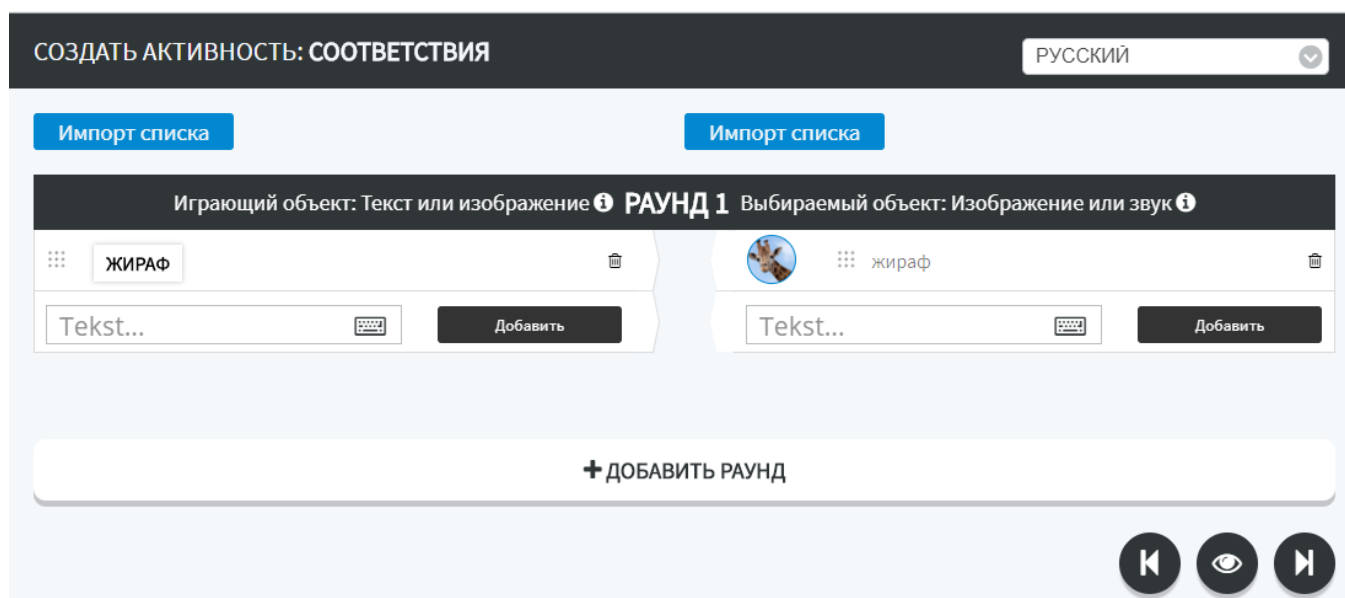 СОЗДАТЬ АКТИВНОСТЬ: СООТВЕТСТВИЯ
РУССКИЙ
Импорт списка
Импорт списка
Играющий объект: Текст или изображение РАУНД 1 Выбираемый объект: Изображение или звук
ЖИРАФ
жираф
Tekst...
Добавить
Tekst...
Добавить
+ДОБАВИТЬ РАУНД